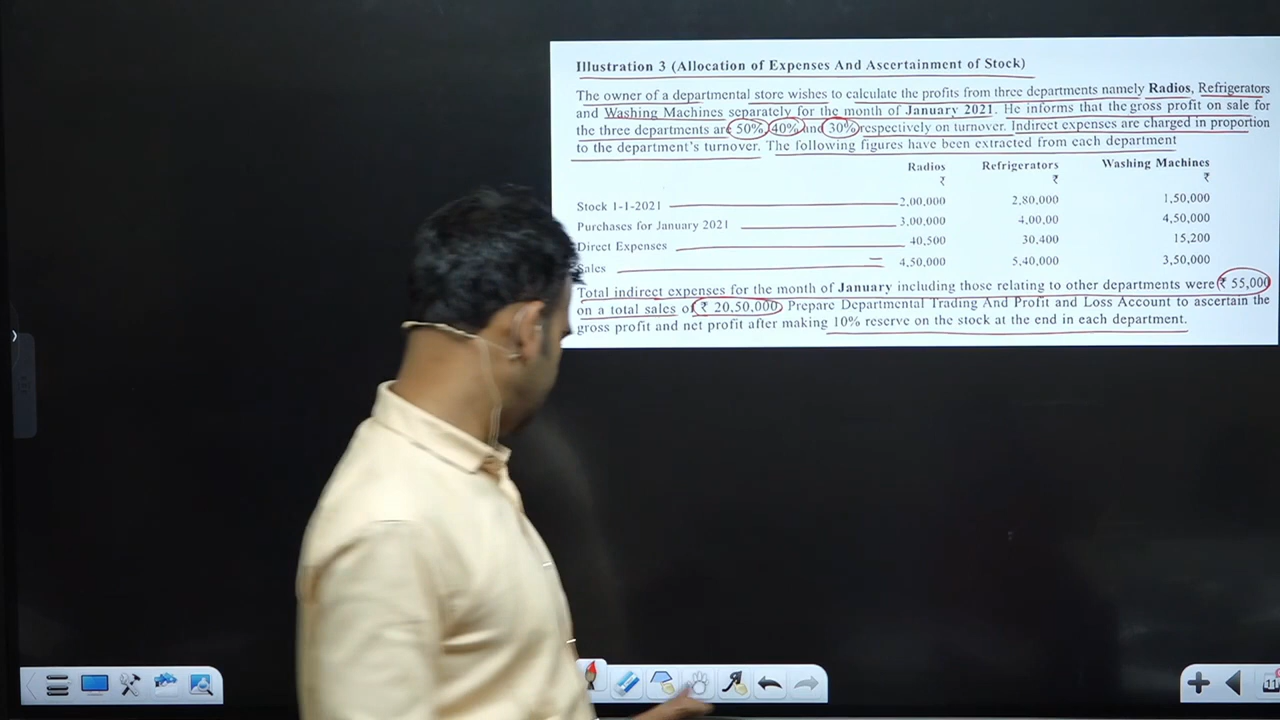 Illustration 3 (Allocation of Expenses And Ascertainment of Stock)
The owner of a departmental store wishes to calculate the profits from three departments namely Radios, Refrigerators
and Washing Machines separately for the month of January 2021. He informs that the gross profit on sale for
the three departments are 50%, 40% and 30% respectively on turnover. Indirect expenses are charged in proportion
to the department's turnover. The following figures have been extracted from each department
Radios Refrigerators Washing Machines
₹ ₹ ₹
Stock 1-1-2021 2,00,000 2,80,000 1,50,000
Purchases for January 2021 3,00,000 4,00,00 4,50,000
Direct Expenses 40,500 30,400 15,200
Sales 4,50,000 5,40,000 3,50,000
Total indirect expenses for the month of January including those relating to other departments were ₹ 55,000
on a total sales of ₹ 20,50,000 Prepare Departmental Trading And Profit and Loss Account to ascertain the
gross profit and net profit after making 10% reserve on the stock at the end in each department.